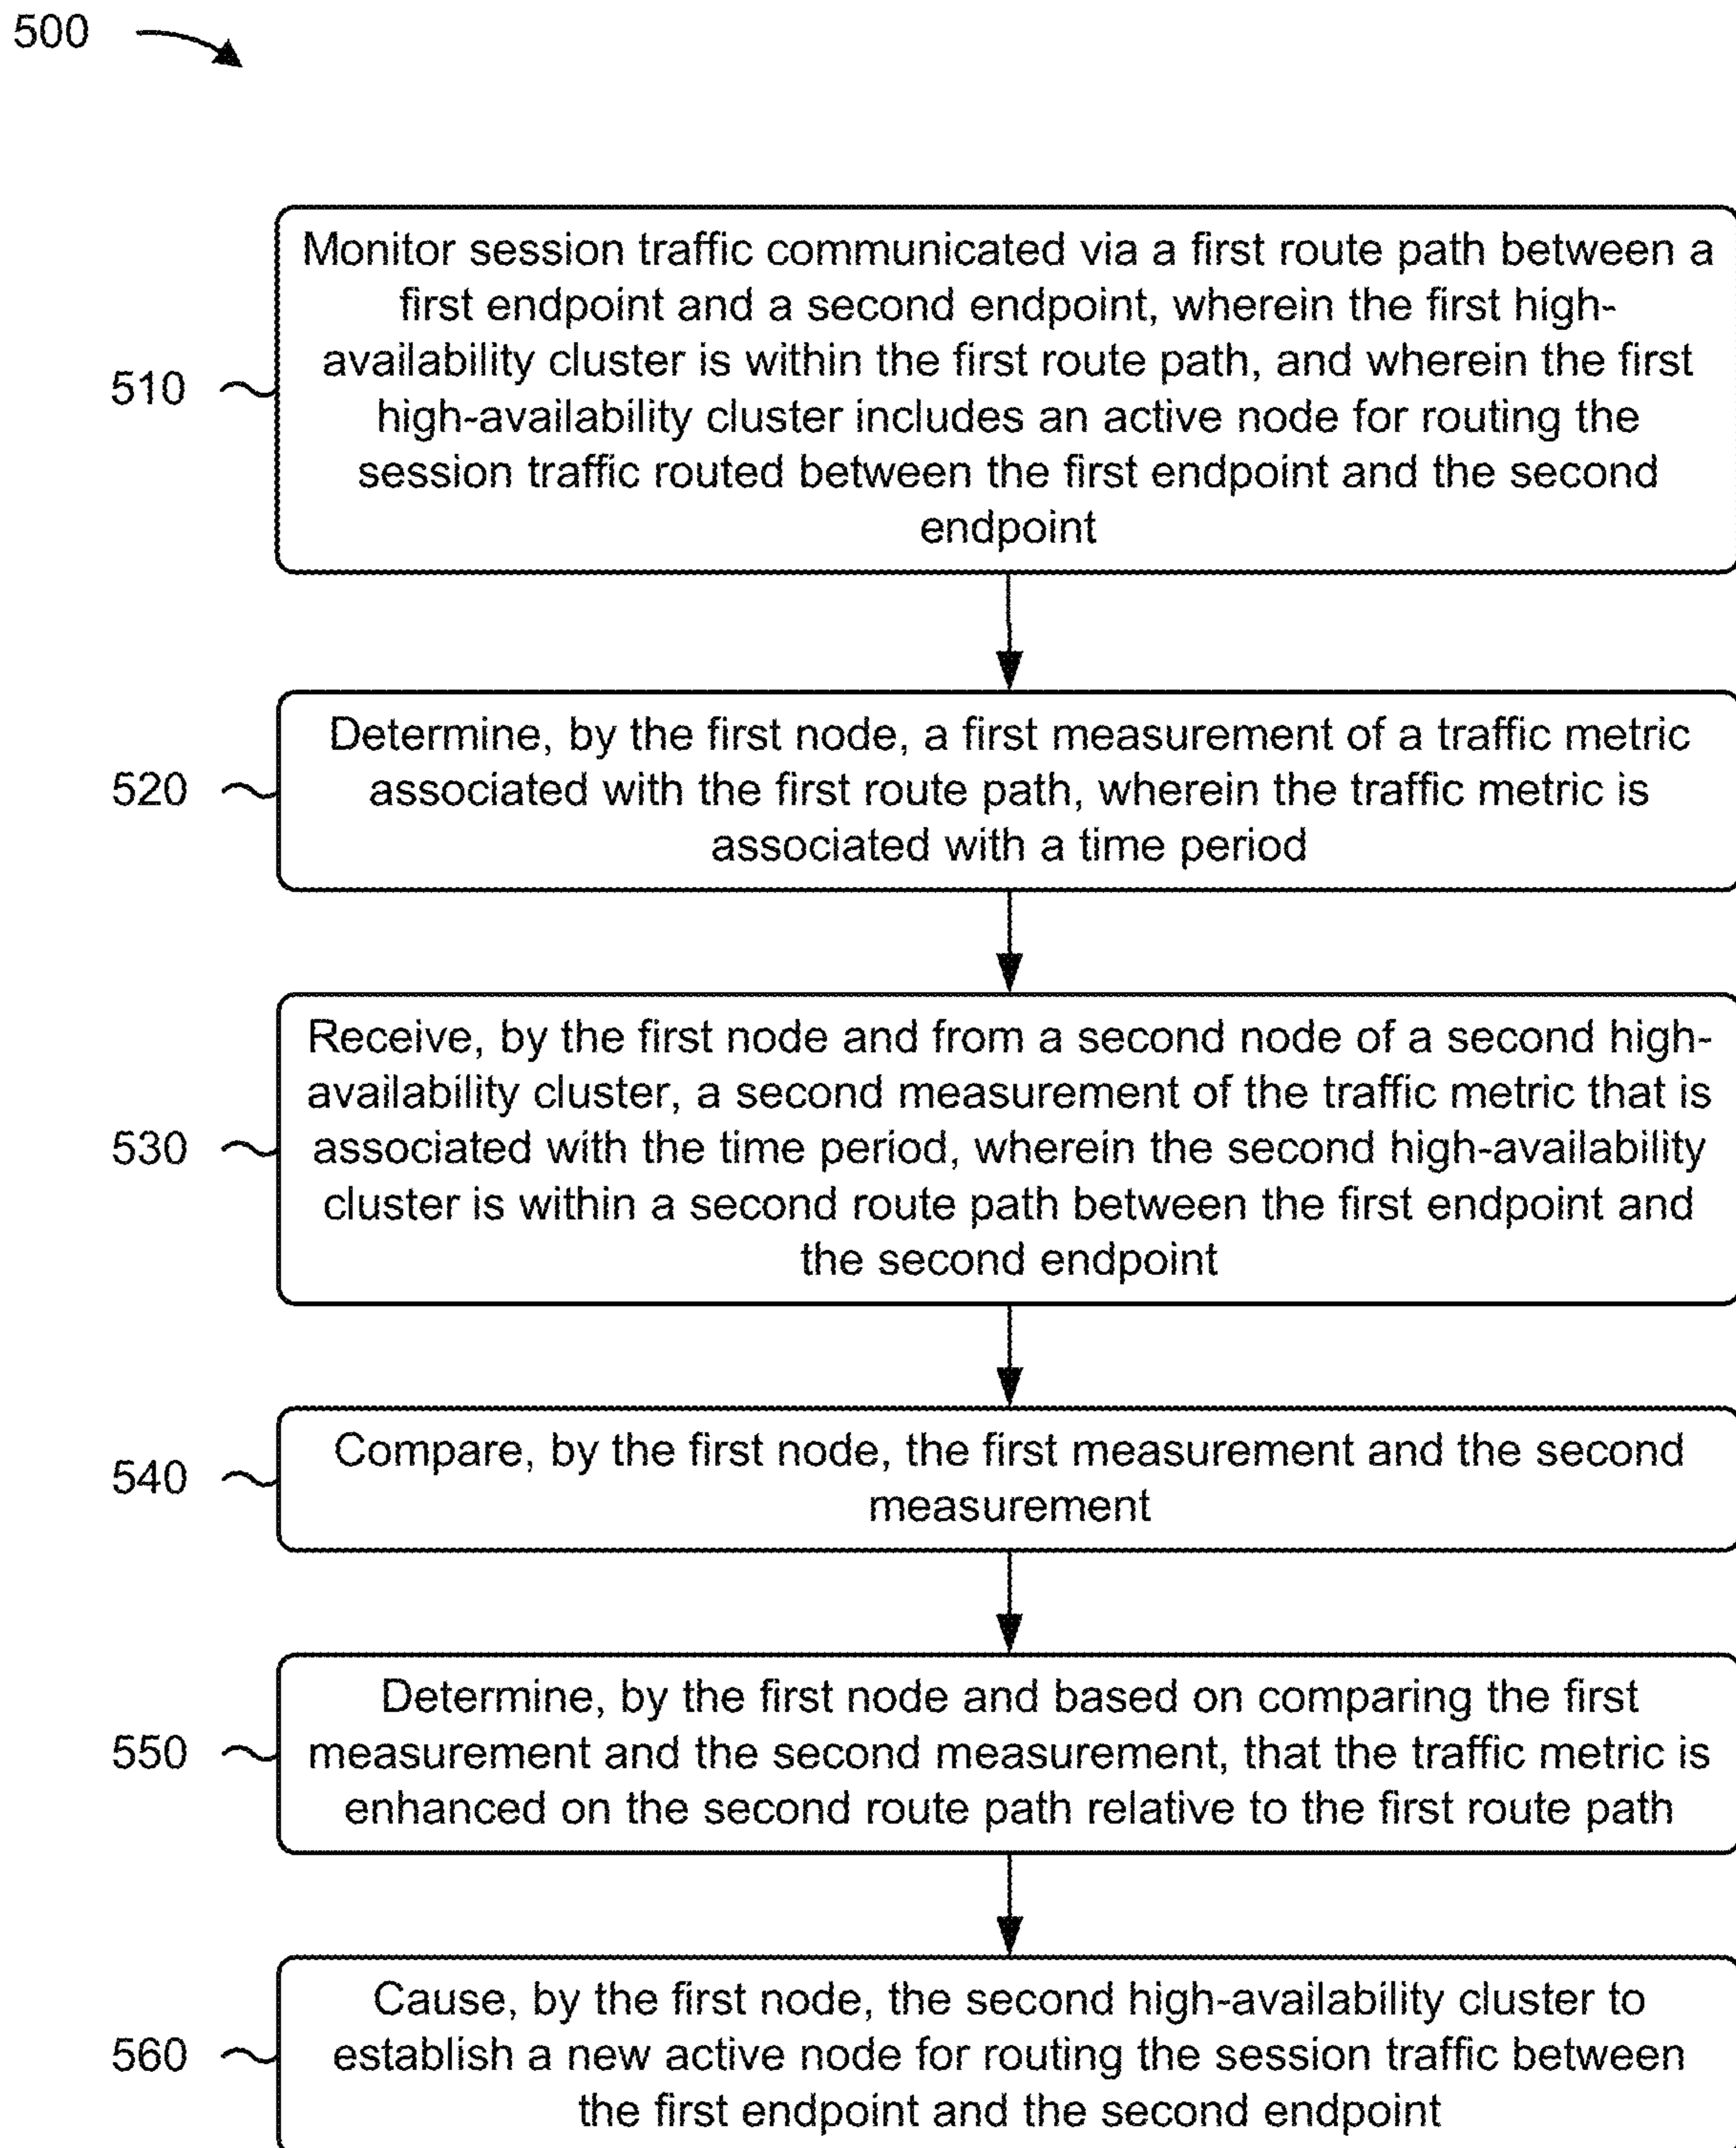 500
Monitor session traffic communicated via a first route path between a
first endpoint and a second endpoint, wherein the first high-
availability cluster is within the first route path, and wherein the first
high-availability cluster includes an active node for routing the
session traffic routed between the first endpoint and the second
endpoint
510
Determine, by the first node, a first measurement of a traffic metric
associated with the first route path, wherein the traffic metric is
associated with a time period
520
Receive, by the first node and from a second node of a second high-
availability cluster, a second measurement of the traffic metric that is
associated with the time period, wherein the second high-availability
cluster is within a second route path between the first endpoint and
the second endpoint
530
Compare, by the first node, the first measurement and the second
measurement
540
Determine, by the first node and based on comparing the first
measurement and the second measurement, that the traffic metric is
enhanced on the second route path relative to the first route path
550
Cause, by the first node, the second high-availability cluster to
establish a new active node for routing the session traffic between
the first endpoint and the second endpoint
560